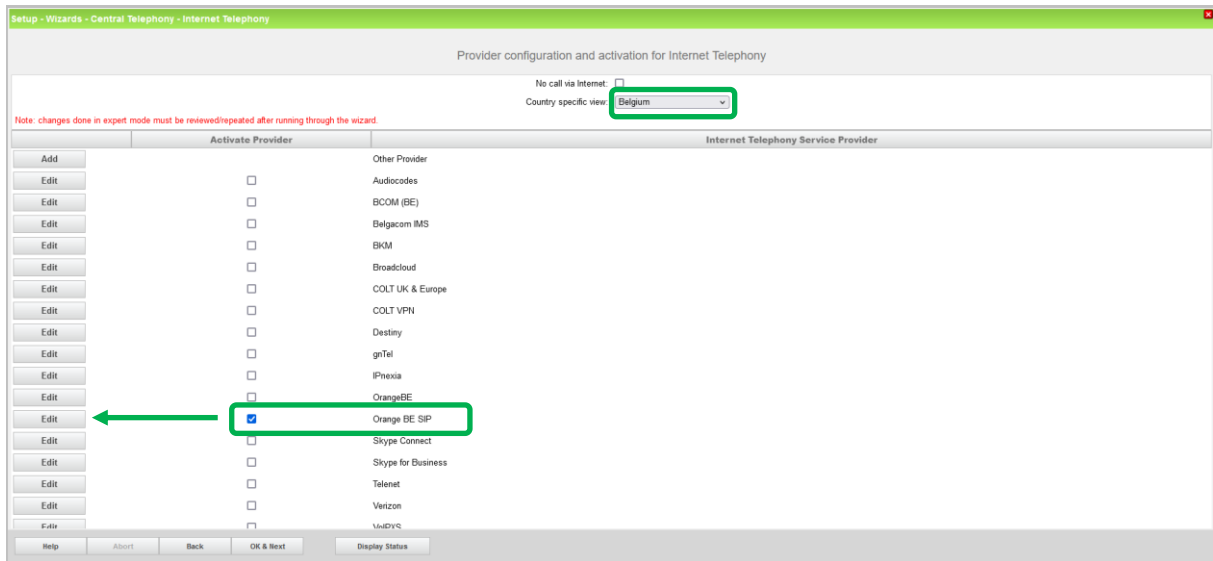 Setup - Wizards - Central Telephony - Internet Telephony
Provider configuration and activation for Internet Telephony
No call via Internet:
Country specific view: Belgium
Note: changes done in expert mode must be reviewed/repeated after running through the wizard.
Activate Provider Internet Telephony Service Provider
Add Other Provider
Edit Audiocodes
Edit BCOM (BE)
Edit Belgacom IMS
Edit BKM
Edit Broadcloud
Edit COLT UK & Europe
Edit COLT VPN
Edit Destiny
Edit gnTel
Edit IPnexia
Edit OrangeBE
Edit Orange BE SIP
Edit Skype Connect
Edit Skype for Business
Edit Telenet
Edit Verizon
Edit VoIPXS
Help Abort Back OK & Next Display Status